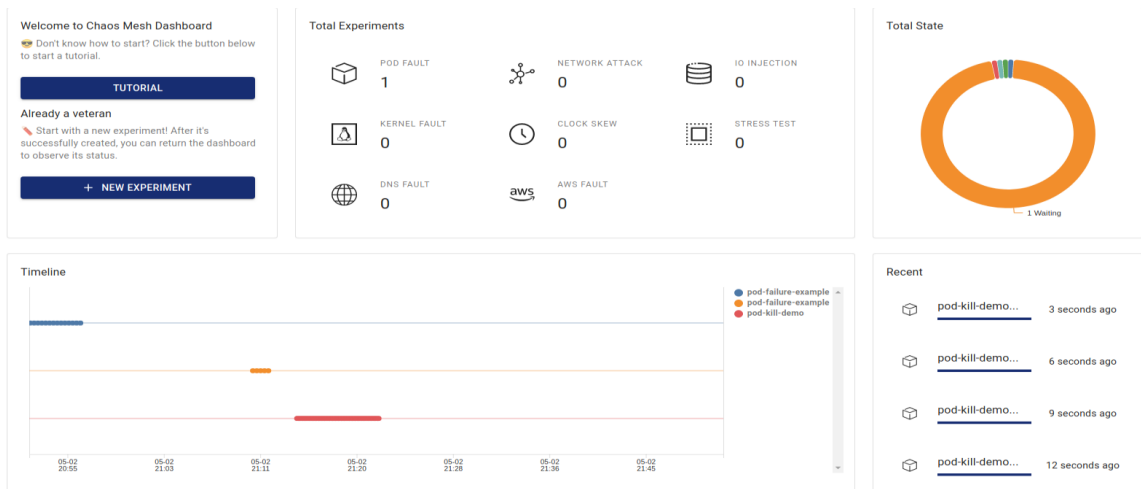 Welcome to Chaos Mesh Dashboard
😎 Don't know how to start? Click the button below
to start a tutorial.
TUTORIAL
Already a veteran
Start with a new experiment! After it's
successfully created, you can return the dashboard
to observe its status.
+ NEW EXPERIMENT
Total Experiments
POD FAULT
1
NETWORK ATTACK
0
IO INJECTION
0
KERNEL FAULT
0
CLOCK SKEW
0
STRESS TEST
0
DNS FAULT
0
aws
AWS FAULT
0
Total State
1 Waiting
Timeline
pod-failure-example
pod-failure-example
pod-kill-demo
05-02
20:55
05-02
21:03
05-02
21:11
05-02
21:20
05-02
21:28
05-02
21:36
05-02
21:45
Recent
pod-kill-demo... 3 seconds ago
pod-kill-demo... 6 seconds ago
pod-kill-demo... 9 seconds ago
pod-kill-demo... 12 seconds ago